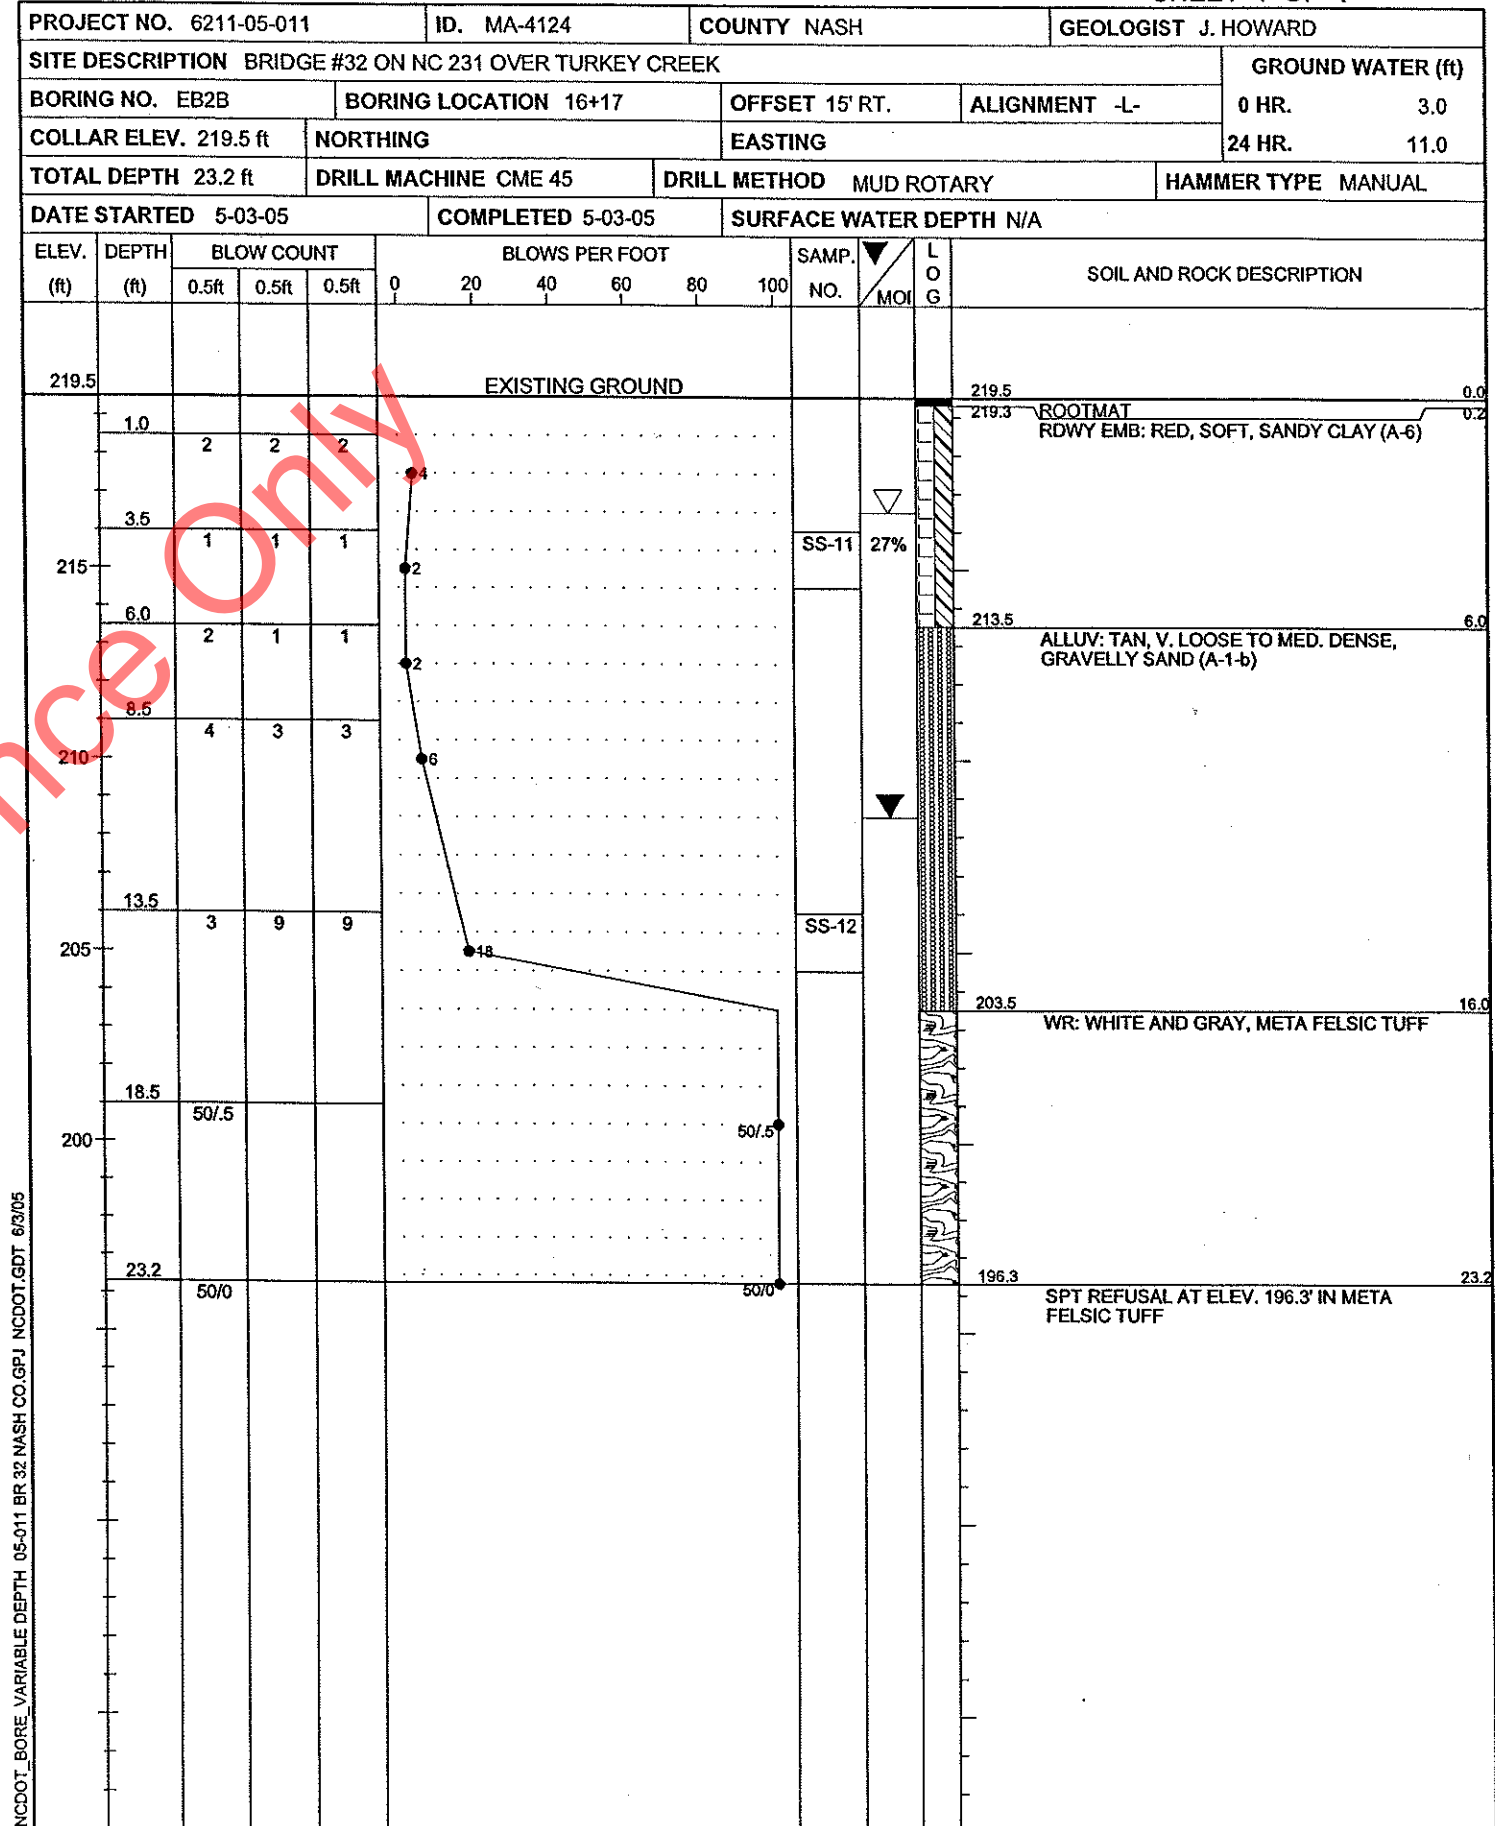 PROJECT NO. 6211-05-011 ID. MA-4124 COUNTY NASH GEOLOGIST J. HOWARD
SITE DESCRIPTION BRIDGE #32 ON NC 231 OVER TURKEY CREEK GROUND WATER (ft)
BORING NO. EB2B BORING LOCATION 16+17 OFFSET 15' RT. ALIGNMENT -L- 0 HR. 3.0
COLLAR ELEV. 219.5 ft NORTHING EASTING 24 HR. 11.0
TOTAL DEPTH 23.2 ft DRILL MACHINE CME 45 DRILL METHOD MUD ROTARY HAMMER TYPE MANUAL
DATE STARTED 5-03-05 COMPLETED 5-03-05 SURFACE WATER DEPTH N/A
ELEV. DEPTH BLOW COUNT BLOWS PER FOOT SAMP. LOG SOIL AND ROCK DESCRIPTION
(ft) (ft) 0.5ft 0.5ft 0.5ft 0 20 40 60 80 100 NO. MOI
219.5 EXISTING GROUND 219.5 0.0
219.3 ROOTMAT 0.2
1.0 RDWY EMB: RED, SOFT, SANDY CLAY (A-6)
2 2 2
4
3.5
1 1 1 SS-11 27%
215 2
6.0 213.5 6.0
2 1 1 ALLUV: TAN, V. LOOSE TO MED. DENSE,
GRAVELLY SAND (A-1-b)
2
8.5
4 3 3
210 6
13.5
3 9 9 SS-12
205 18
203.5 16.0
WR: WHITE AND GRAY, META FELSIC TUFF
18.5
50/.5
200 50/.5
23.2 196.3 23.2
50/0 50/0 SPT REFUSAL AT ELEV. 196.3' IN META
FELSIC TUFF
NCDOT_BORE_VARIABLE DEPTH 05-011 BR 32 NASH CO.GPJ NCDOT.GDT 6/3/05
nce Only